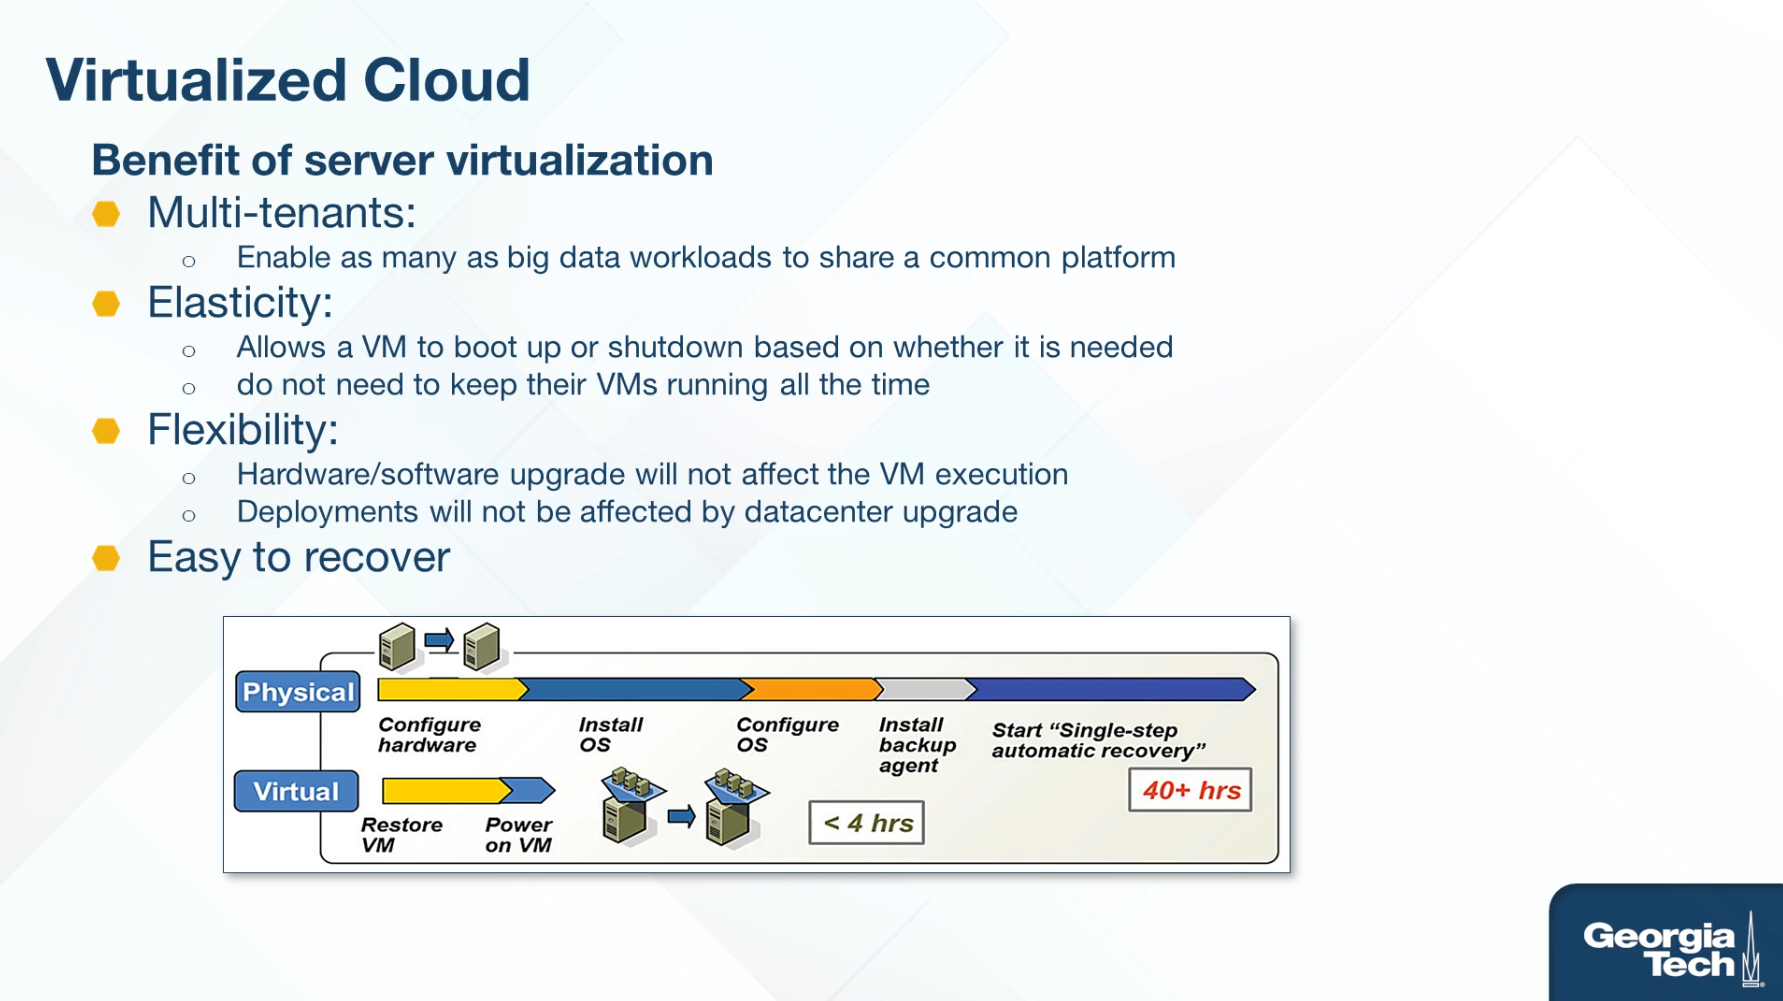 Virtualized Cloud
Benefit of server virtualization
Multi-tenants:
Enable as many as big data workloads to share a common platform
Elasticity:
Allows a VM to boot up or shutdown based on whether it is needed
do not need to keep their VMs running all the time
Flexibility:
Hardware/software upgrade will not affect the VM execution
Deployments will not be affected by datacenter upgrade
Easy to recover
Physical
Configure
hardware
Install
OS
Configure
OS
Install
backup
agent
Start “Single-step
automatic recovery”
40+ hrs
Virtual
Restore
VM
Power
on VM
< 4 hrs
Georgia
Tech